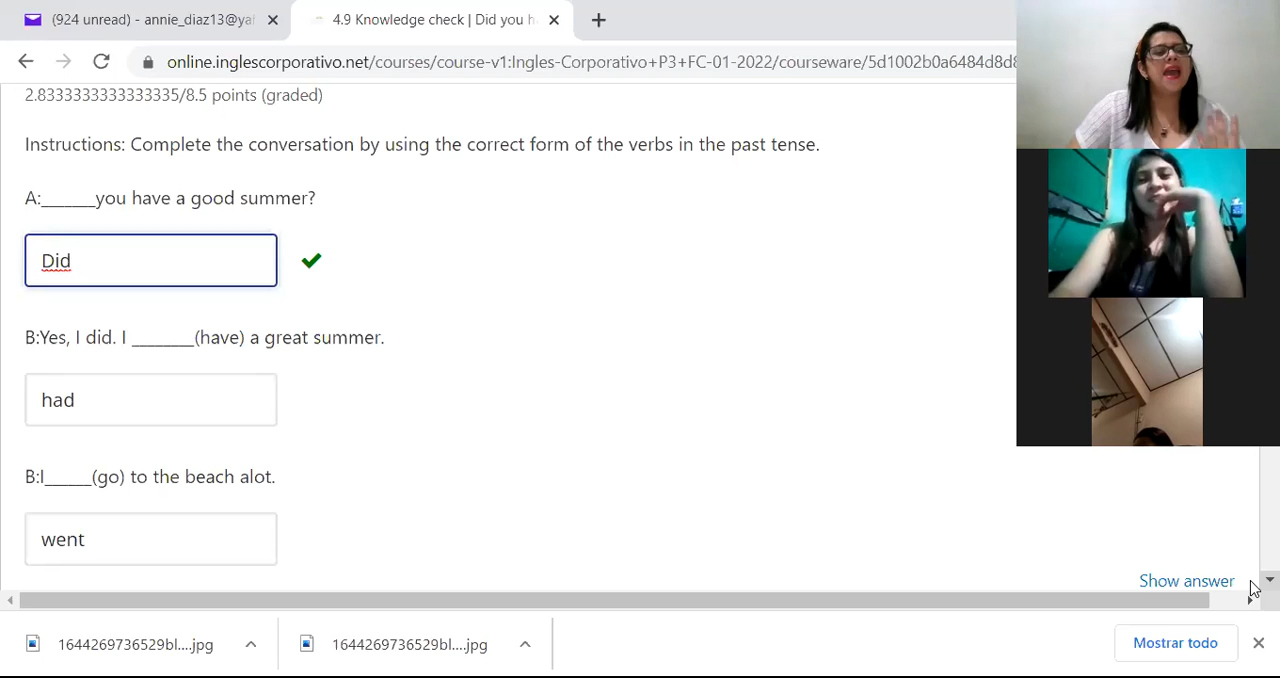 (924 unread) - annie_diaz13@yal
4.9 Knowledge check | Did you h
online.inglescorporativo.net/courses/course-v1:Ingles-Corporativo+P3+FC-01-2022/courseware/5d1002b0a6484d8d8
2.8333333333333335/8.5 points (graded)
Instructions: Complete the conversation by using the correct form of the verbs in the past tense.
A:______you have a good summer?
Did
B:Yes, I did. I _______(have) a great summer.
had
B:I_____(go) to the beach alot.
went
Show answer
1644269736529bl....jpg
1644269736529bl....jpg
Mostrar todo